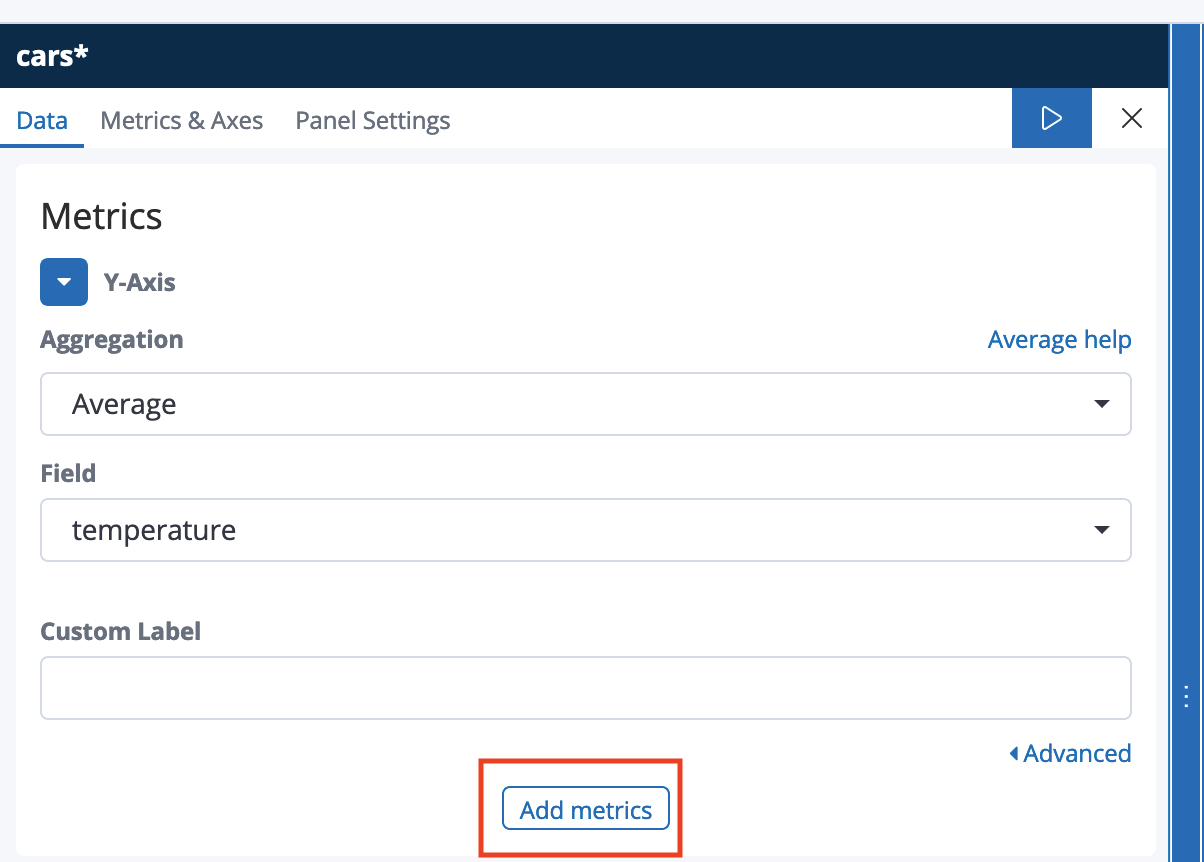 cars*
Data Metrics & Axes Panel Settings
Metrics
Y-Axis
Aggregation Average help
Average
Field
temperature
Custom Label
Advanced
Add metrics